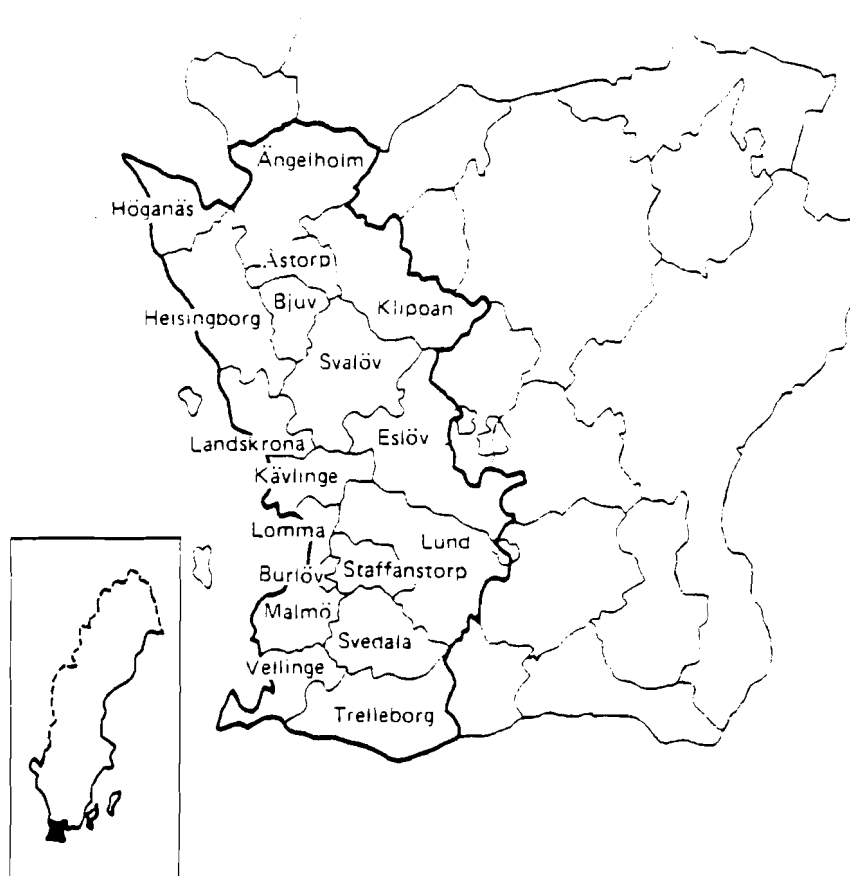 Ängelholm
Höganäs
Åstorp
Bjuv
Klippan
Helsingborg
Svalöv
Landskrona
Eslöv
Kävlinge
Lomma
Lund
Burlöv
Staffanstorp
Malmö
Svedala
Vellinge
Trelleborg